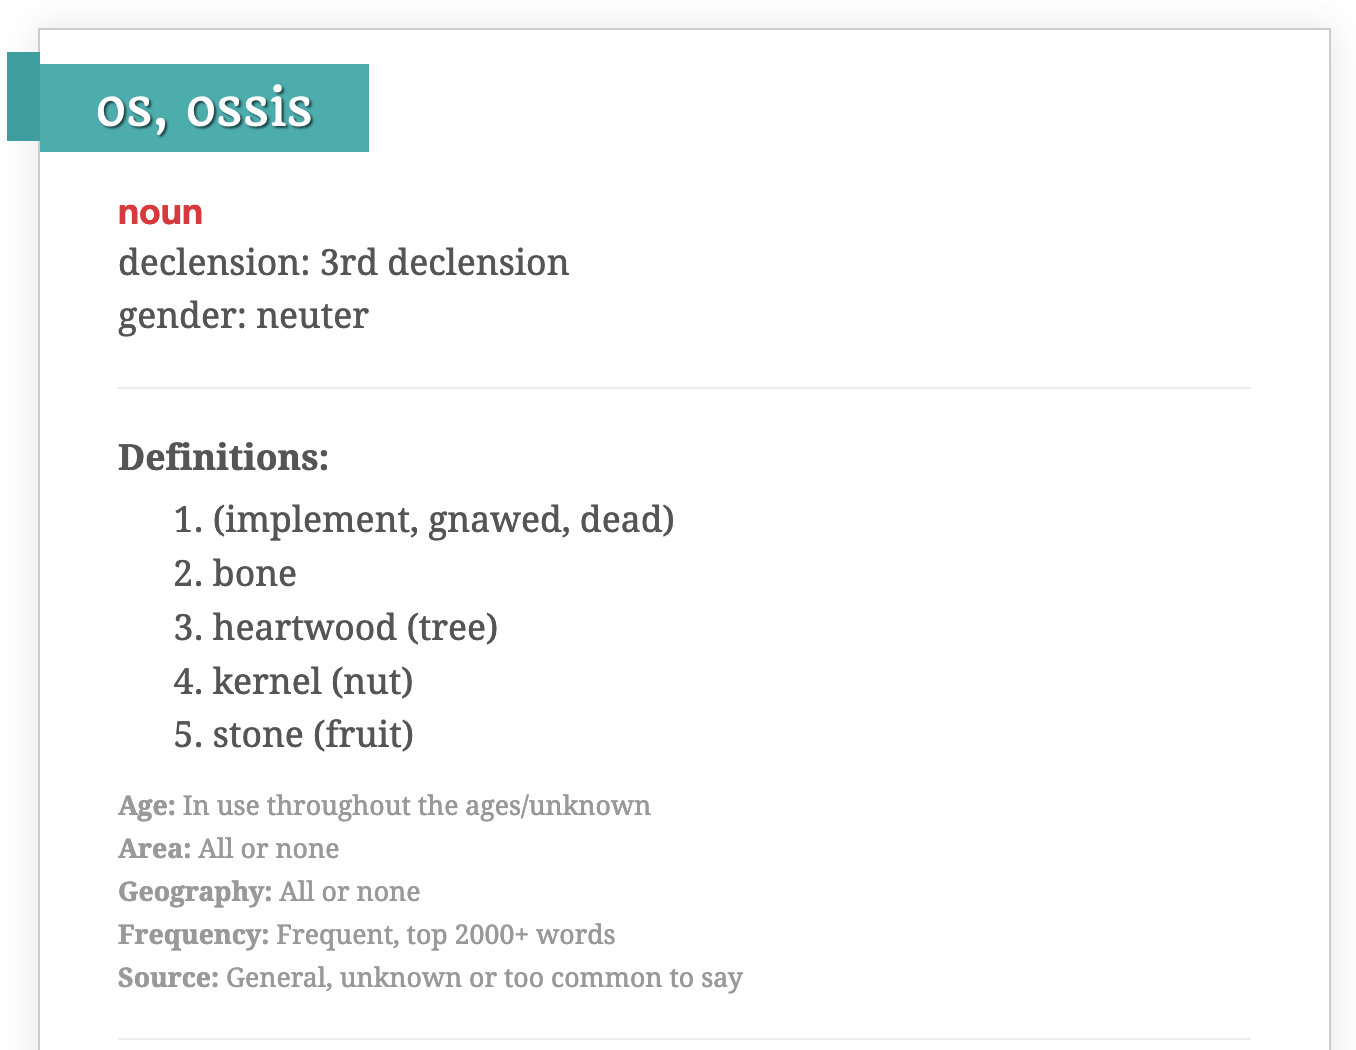 os, ossis
noun
declension: 3rd declension
gender: neuter
Definitions:
1. (implement, gnawed, dead)
2. bone
3. heartwood (tree)
4. kernel (nut)
5. stone (fruit)
Age: In use throughout the ages/unknown
Area: All or none
Geography: All or none
Frequency: Frequent, top 2000+ words
Source: General, unknown or too common to say